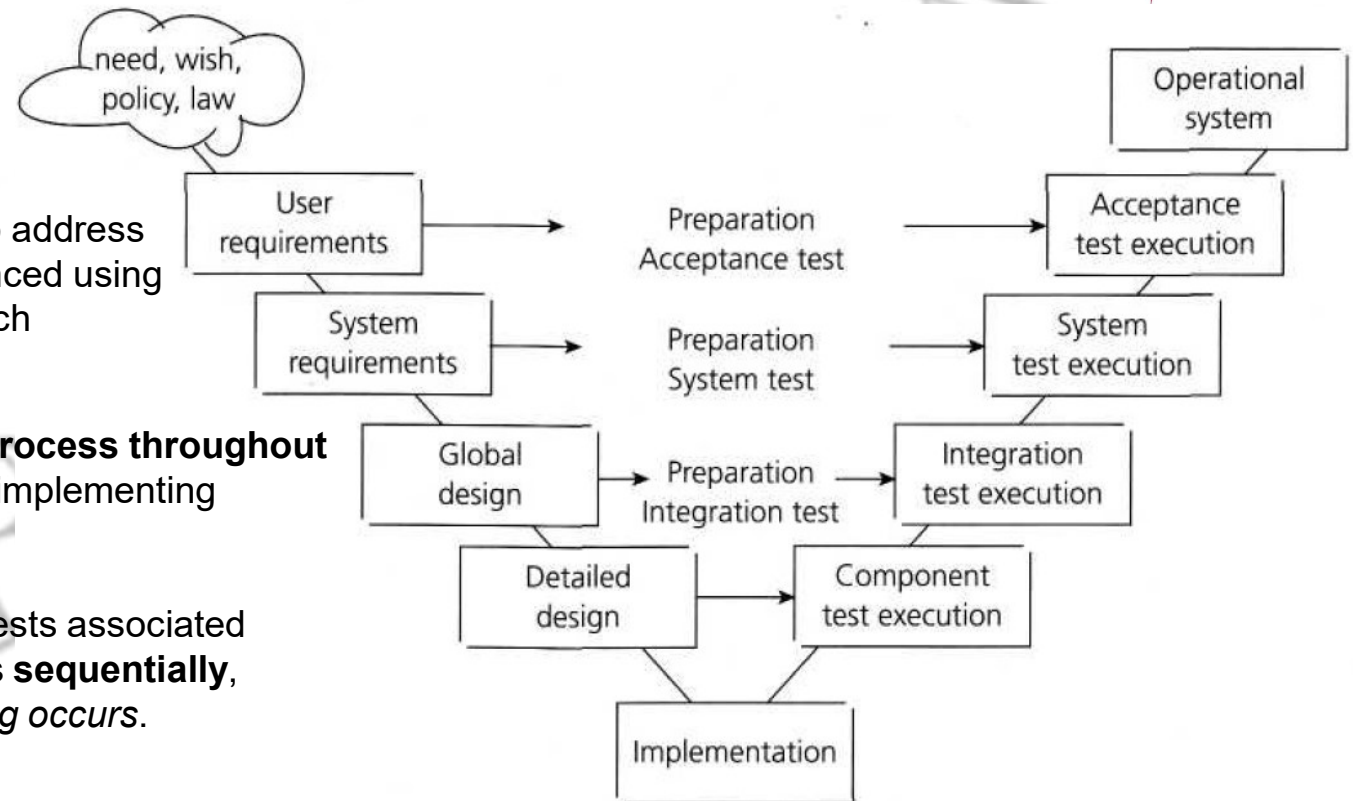 need, wish,
policy, law
Operational
system
User
requirements
Preparation
Acceptance test
Acceptance
test execution
address
nced using
ch
System
requirements
Preparation
System test
System
test execution
rocess throughout
implementing
Global
design
Preparation
Integration test
Integration
test execution
Detailed
design
Component
test execution
ests associated
s sequentially,
g occurs.
Implementation